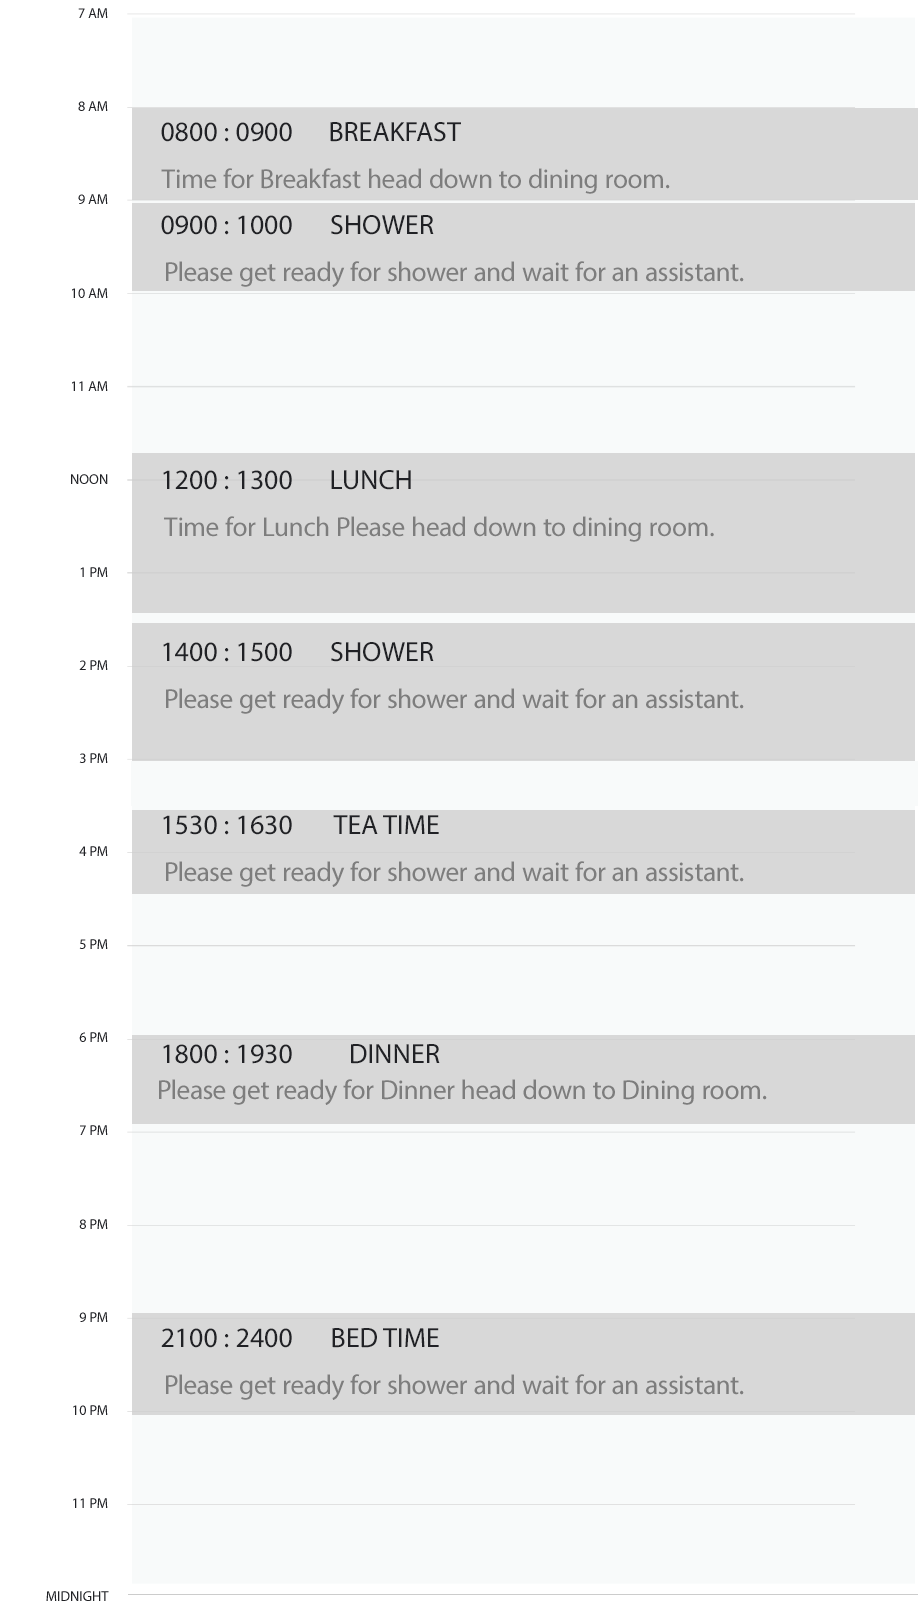 7 AM
8 AM
0800 : 0900 BREAKFAST
Time for Breakfast head down to dining room.
9 AM
0900 : 1000 SHOWER
Please get ready for shower and wait for an assistant.
10 AM
11 AM
NOON 1200 : 1300 LUNCH
Time for Lunch Please head down to dining room.
1 PM
1400 : 1500 SHOWER
2 PM
Please get ready for shower and wait for an assistant.
3 PM
1530 : 1630 TEA TIME
4 PM
Please get ready for shower and wait for an assistant.
5 PM
6 PM
1800 : 1930 DINNER
Please get ready for Dinner head down to Dining room.
7 PM
8 PM
9 PM
2100 : 2400 BED TIME
Please get ready for shower and wait for an assistant.
10 PM
11 PM
MIDNIGHT